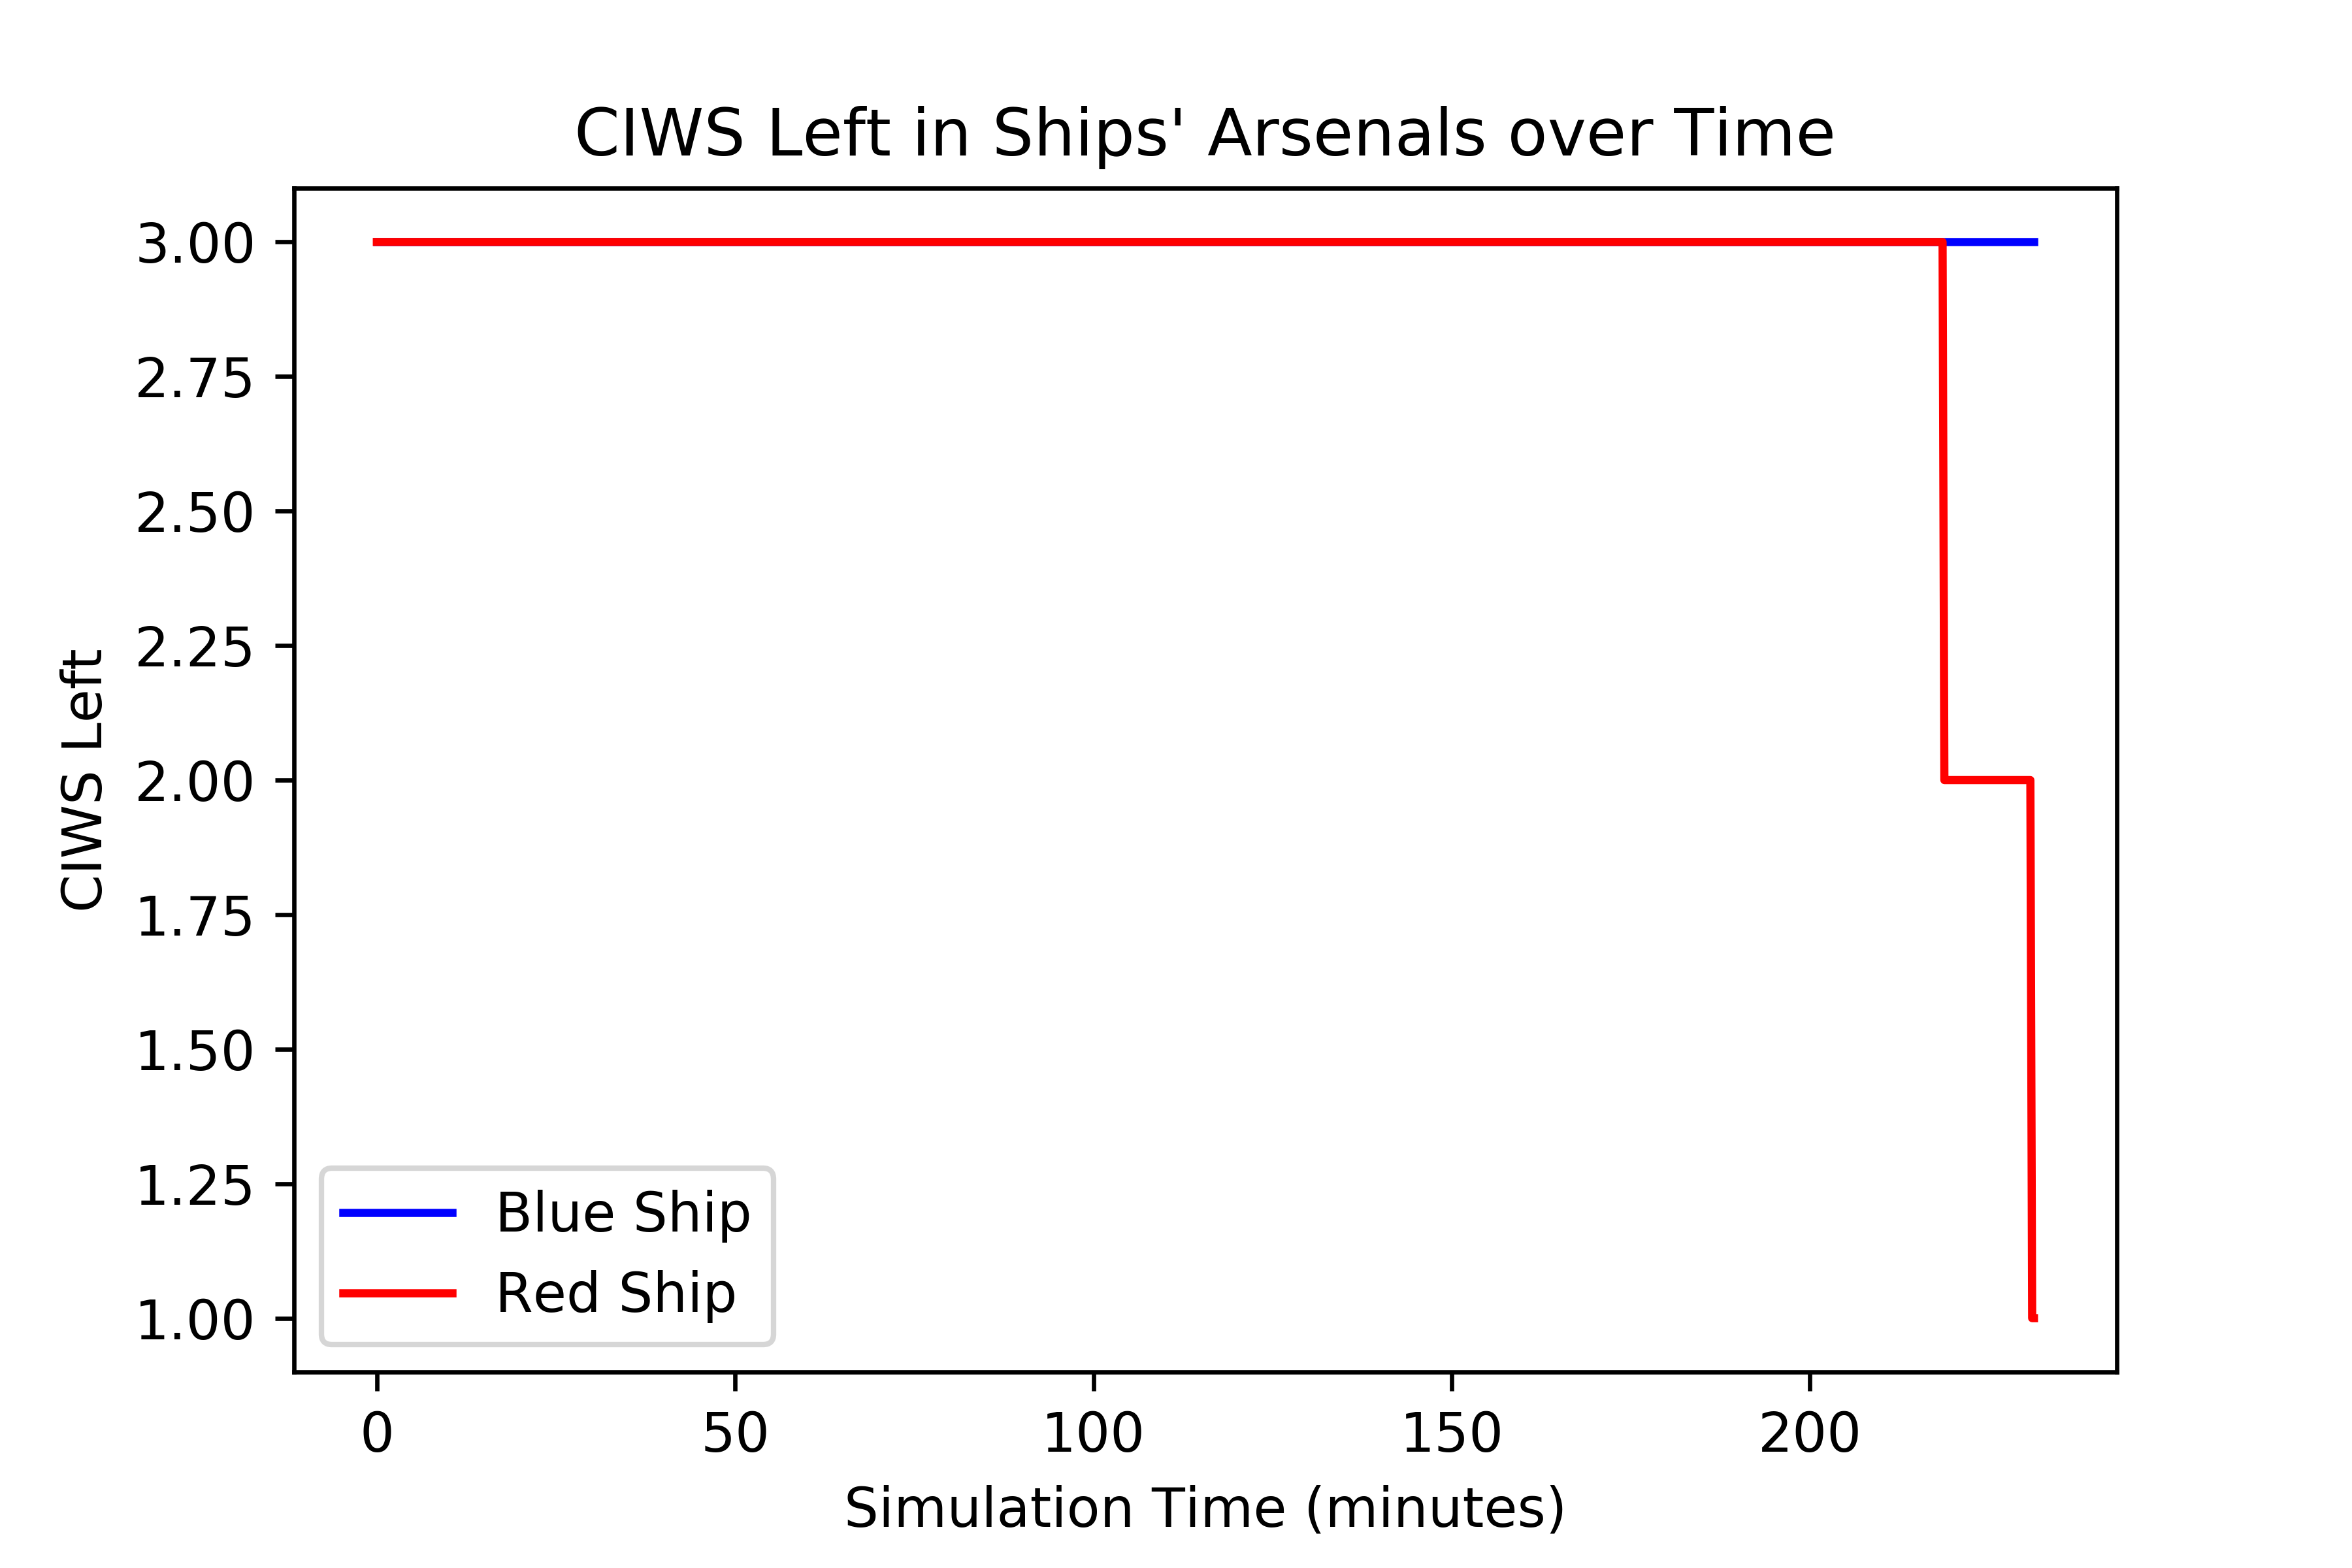 CIWS Left in Ships' Arsenals over Time
3.00
2.75
2.50
2.25
2.00
1.75
1.50
1.25
1.00
CIWS Left
Blue Ship
Red Ship
0 50 100 150 200
Simulation Time (minutes)